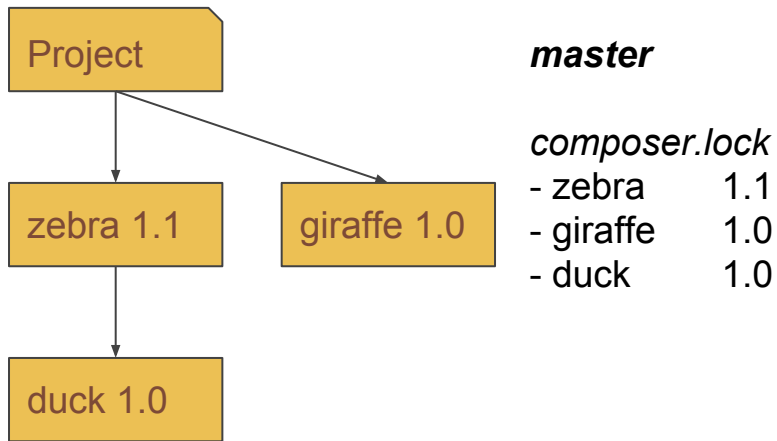 Project
zebra 1.1
giraffe 1.0
duck 1.0
master
composer.lock
- zebra 1.1
- giraffe 1.0
- duck 1.0